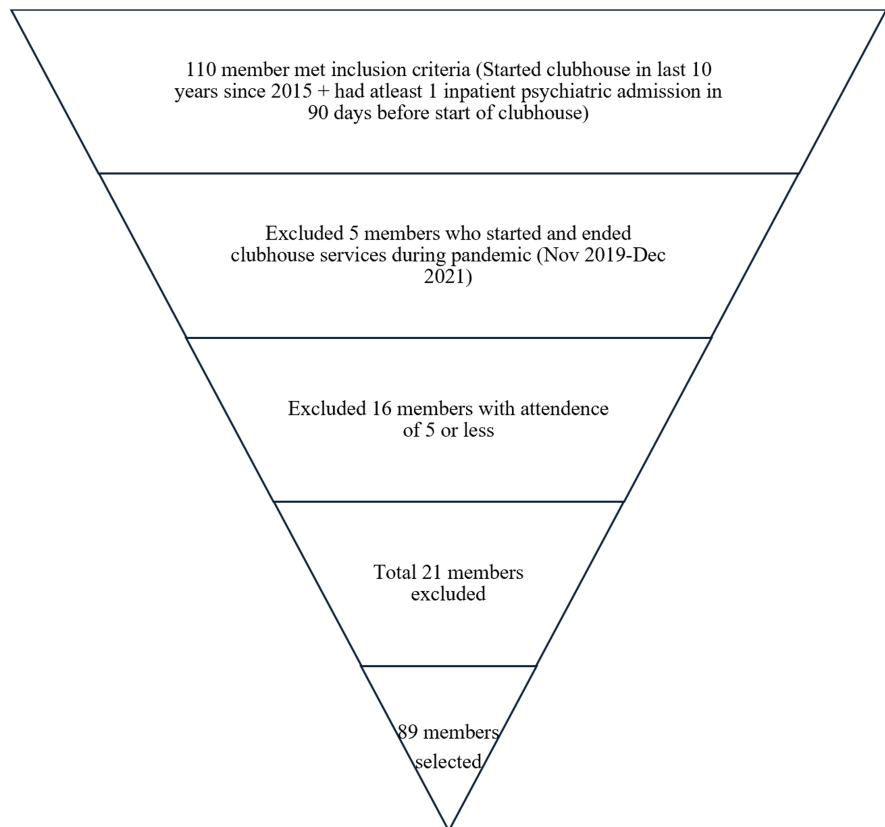 110 member met inclusion criteria (Started clubhouse in last 10
years since 2015 + had atleast 1 inpatient psychiatric admission in
90 days before start of clubhouse)
Excluded 5 members who started and ended
clubhouse services during pandemic (Nov 2019-Dec
2021)
Excluded 16 members with attendence
of 5 or less
Total 21 members
excluded
89 members
selected